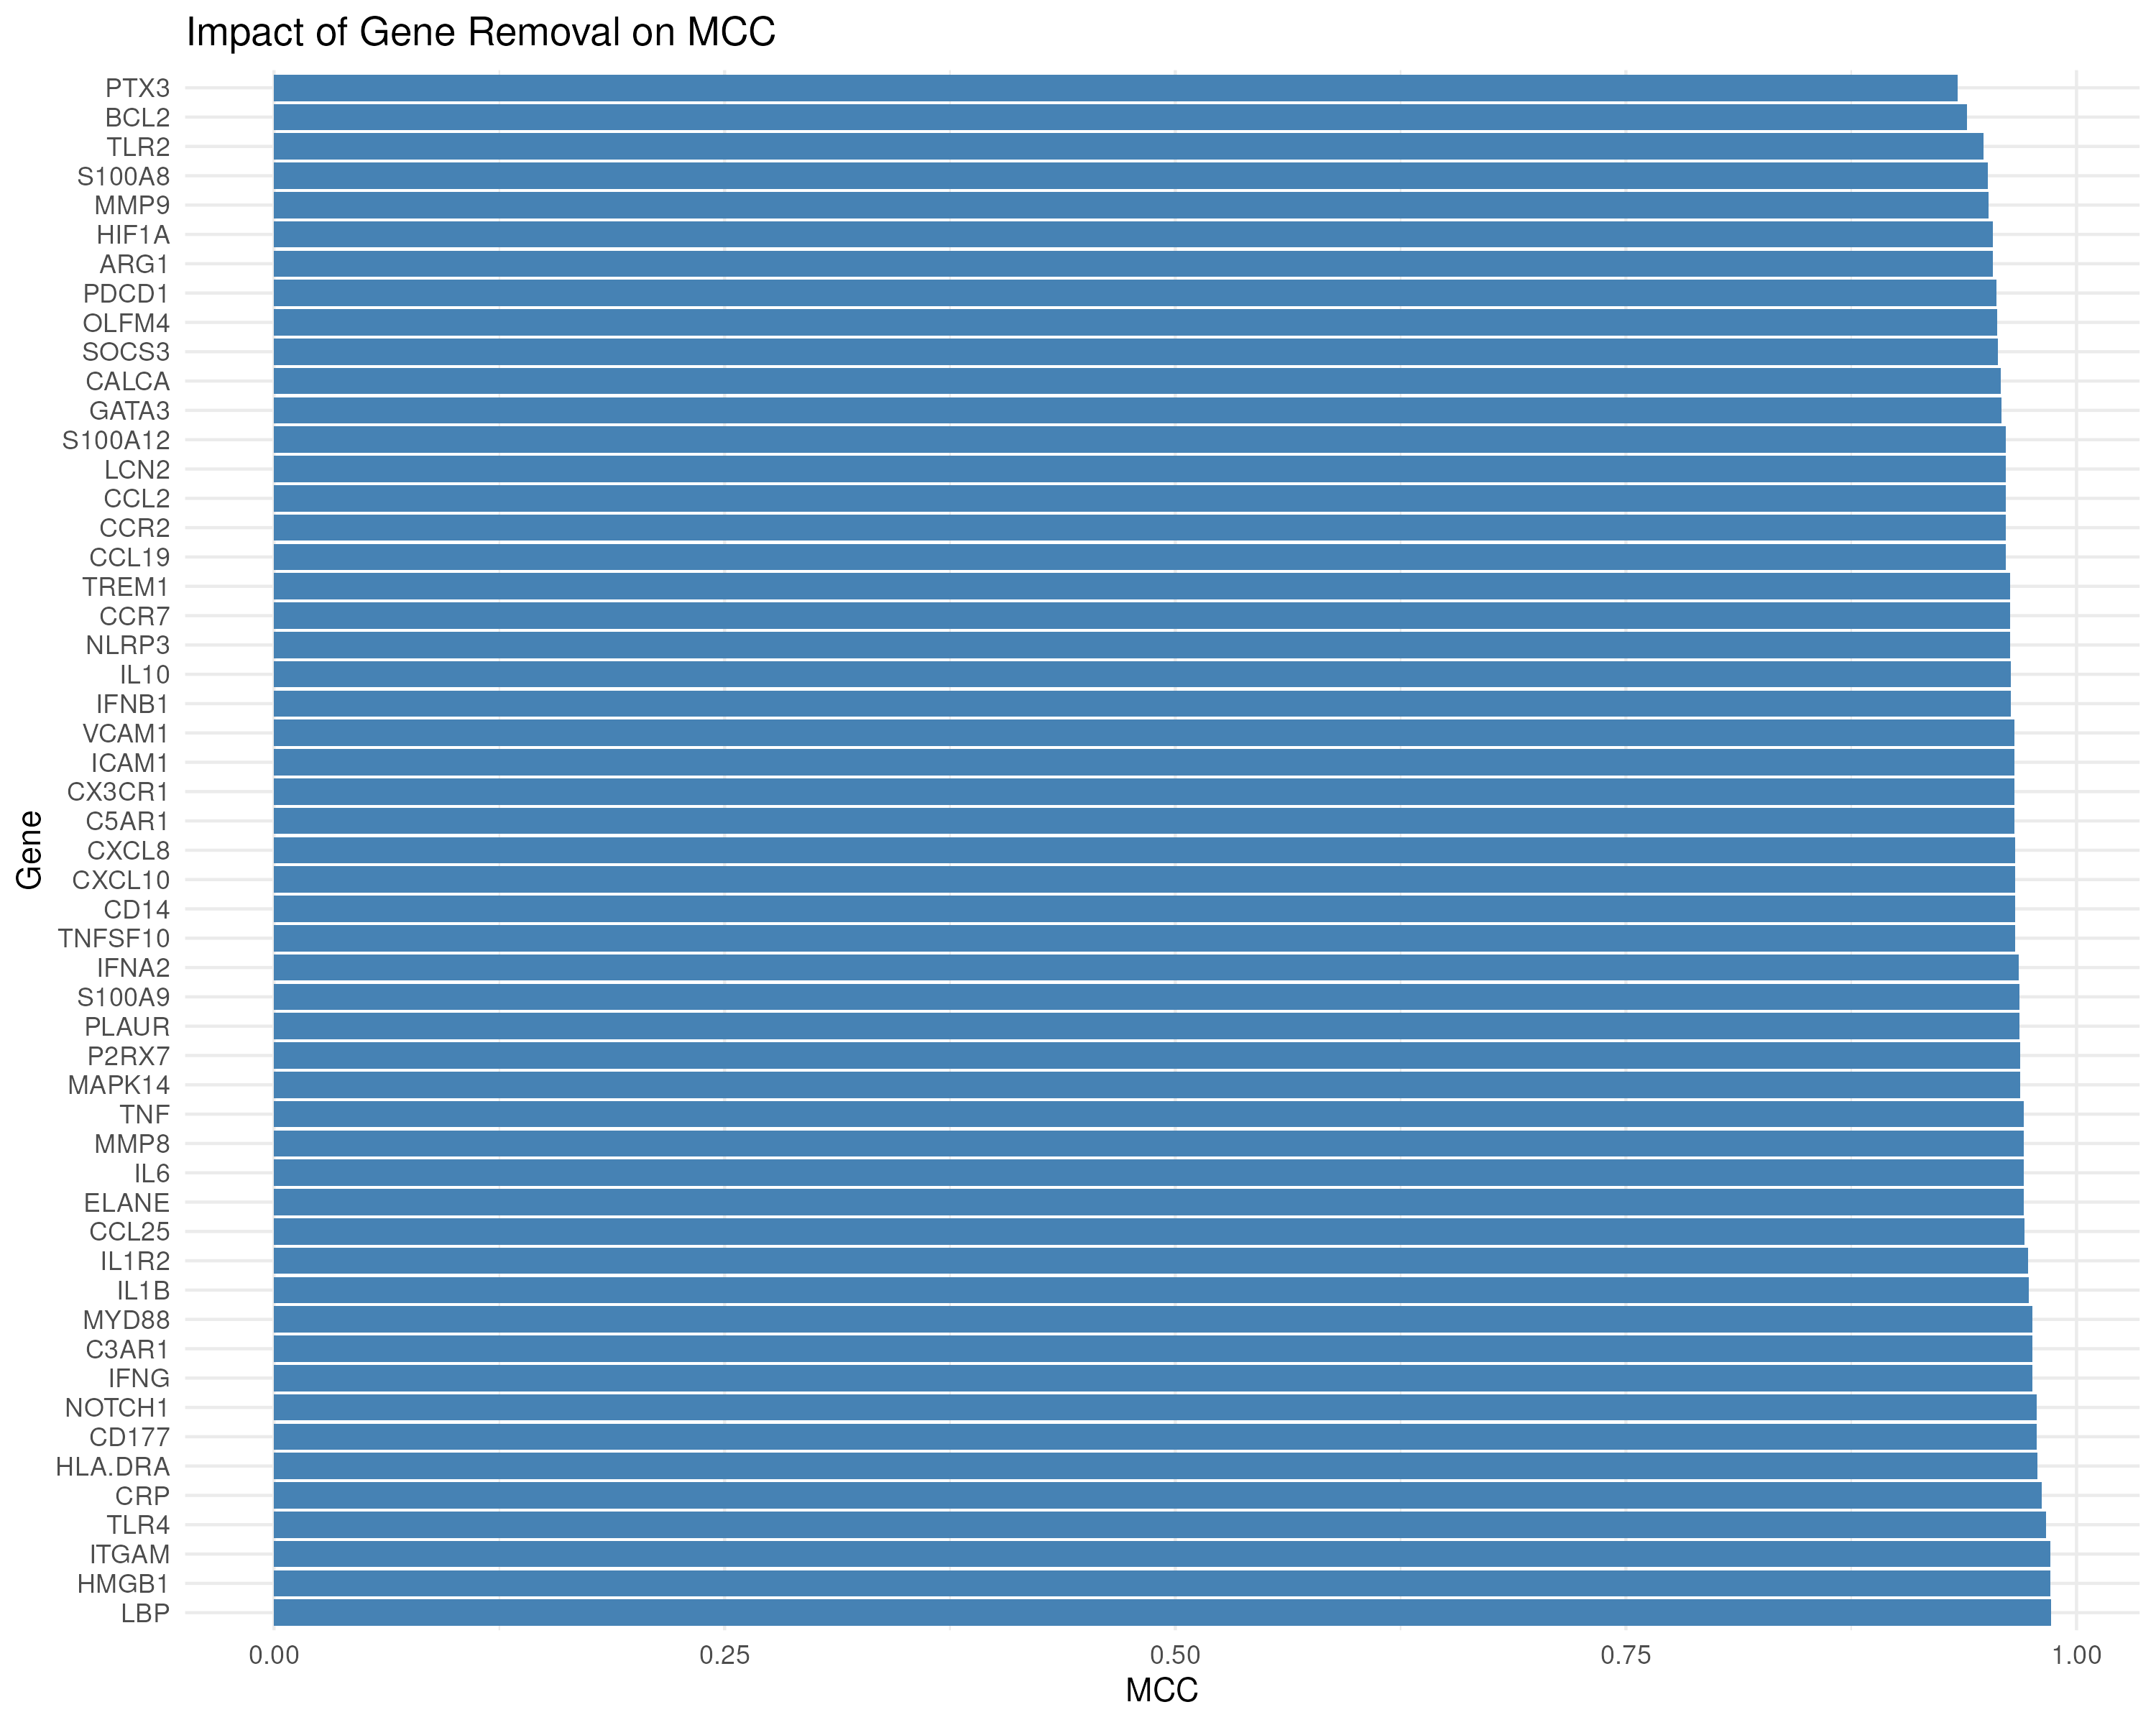 Impact of Gene Removal on MCC
PTX3
BCL2
TLR2
S100A8
MMP9
HIF1A
ARG1
PDCD1
OLFM4
SOCS3
CALCA
GATA3
S100A12
LCN2
CCL2
CCR2
CCL19
TREM1
CCR7
NLRP3
IL10
IFNB1
VCAM1
ICAM1
CX3CR1
C5AR1
CXCL8
CXCL10
CD14
TNFSF10
IFNA2
S100A9
PLAUR
P2RX7
MAPK14
TNF
MMP8
IL6
ELANE
CCL25
IL1R2
IL1B
MYD88
C3AR1
IFNG
NOTCH1
CD177
HLA.DRA
CRP
TLR4
ITGAM
HMGB1
LBP
Gene
0.00 0.25 0.50 0.75 1.00
MCC